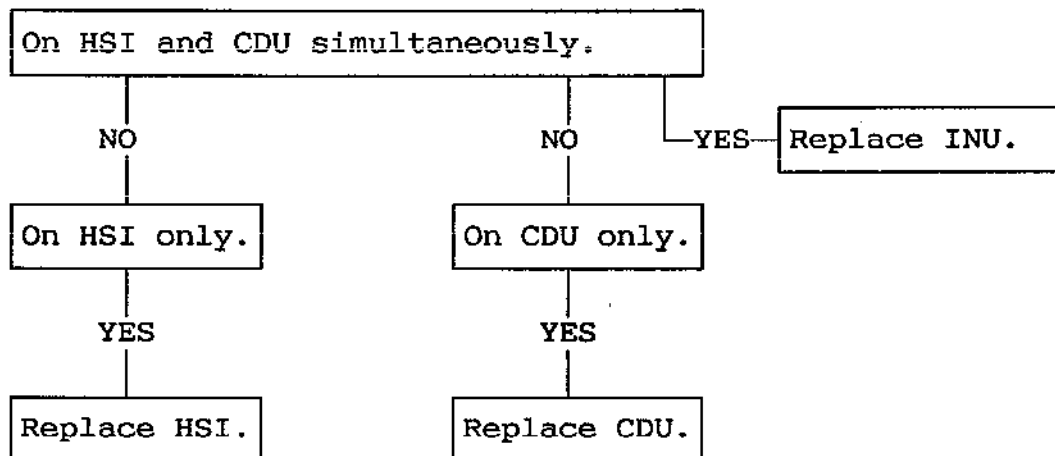 On HSI and CDU simultaneously.
NO
NO
YES
Replace INU.
On HSI only.
On CDU only.
YES
YES
Replace HSI.
Replace CDU.